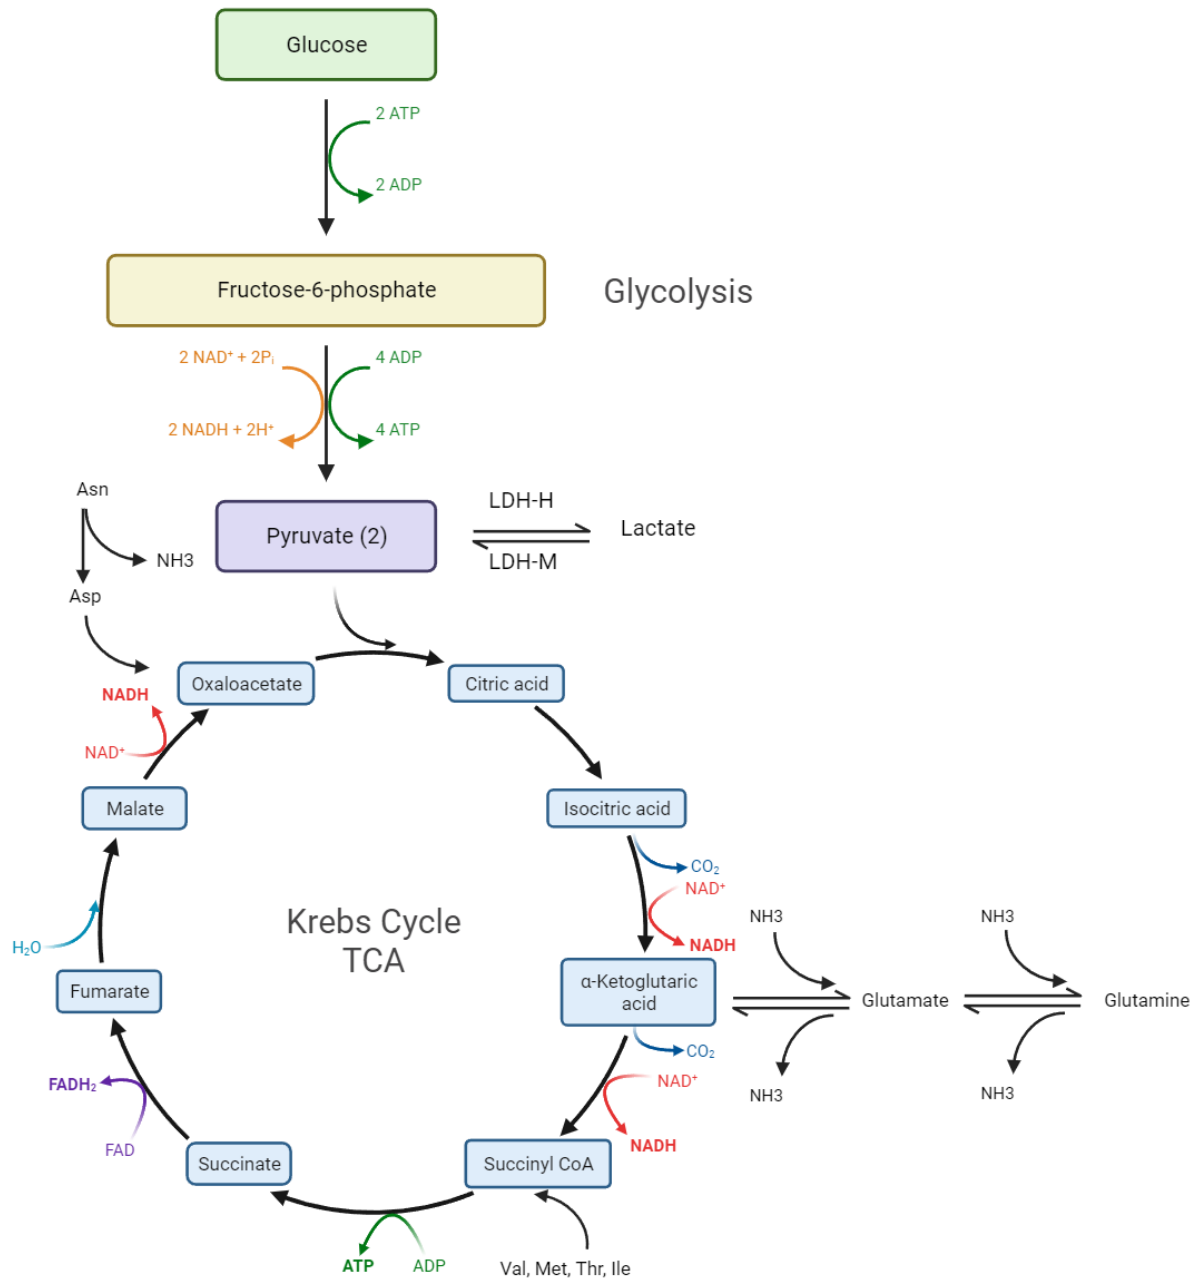 Glucose
2 ATP
2 ADP
Fructose-6-phosphate
Glycolysis
2 NAD⁺ + 2Pᵢ
4 ADP
2 NADH + 2H⁺
4 ATP
Asn
LDH-H
Pyruvate (2)
Lactate
LDH-M
NH3
Asp
Oxaloacetate
Citric acid
NADH
NAD⁺
Malate
Isocitric acid
CO₂
NAD⁺
NADH
Krebs Cycle
TCA
H₂O
NH3
NH3
Fumarate
α-Ketoglutaric
acid
Glutamate
Glutamine
CO₂
NAD⁺
NADH
NH3
NH3
FADH₂
FAD
Succinate
Succinyl CoA
ATP
ADP
Val, Met, Thr, Ile